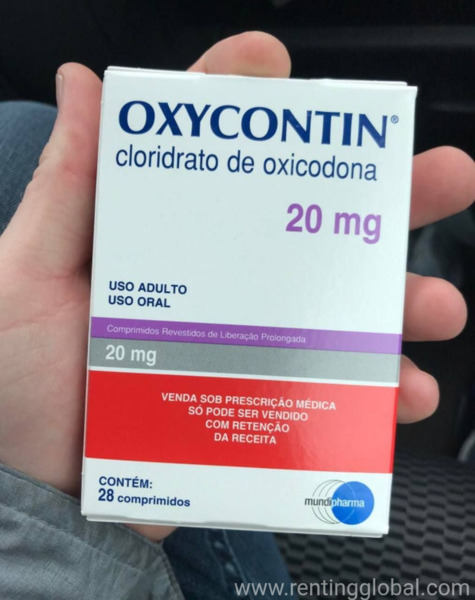 OXYCONTIN®
cloridrato de oxicodona
20 mg
USO ADULTO
USO ORAL
Comprimidos Revestidos de Liberação Prolongada
20 mg
VENDA SOB PRESCRIÇÃO MÉDICA
SÓ PODE SER VENDIDO
COM RETENÇÃO
DA RECEITA
CONTÉM:
28 comprimidos
mundipharma
www.rentingglobal.com